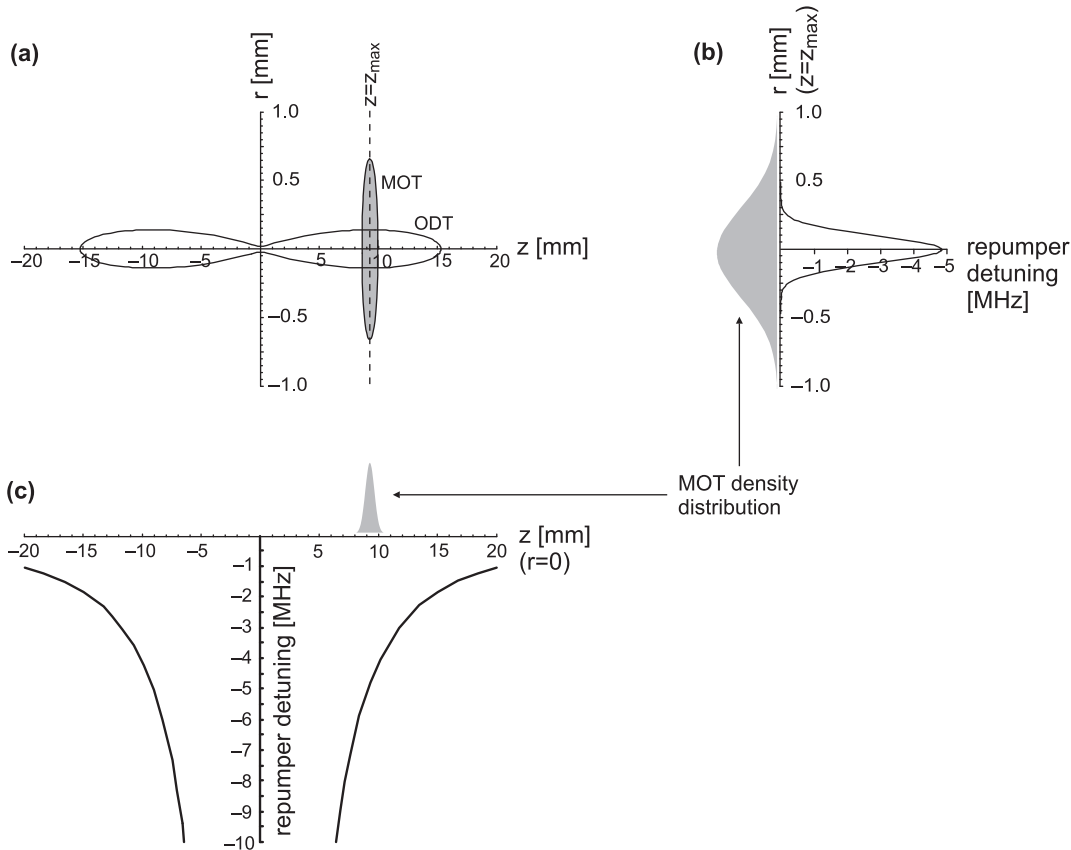 (a)
r [mm]
z=zmax
1.0
0.5
MOT
ODT
–20 –15 –10 –5 5 10 15 20 z [mm]
–0.5
–1.0
(b)
r [mm]
(z=zmax)
1.0
0.5
–1 –2 –3 –4 –5
repumper
detuning
[MHz]
–0.5
–1.0
MOT density
distribution
(c)
–20 –15 –10 –5 5 10 15 20
z [mm]
(r=0)
repumper detuning [MHz]
–1
–2
–3
–4
–5
–6
–7
–8
–9
–10